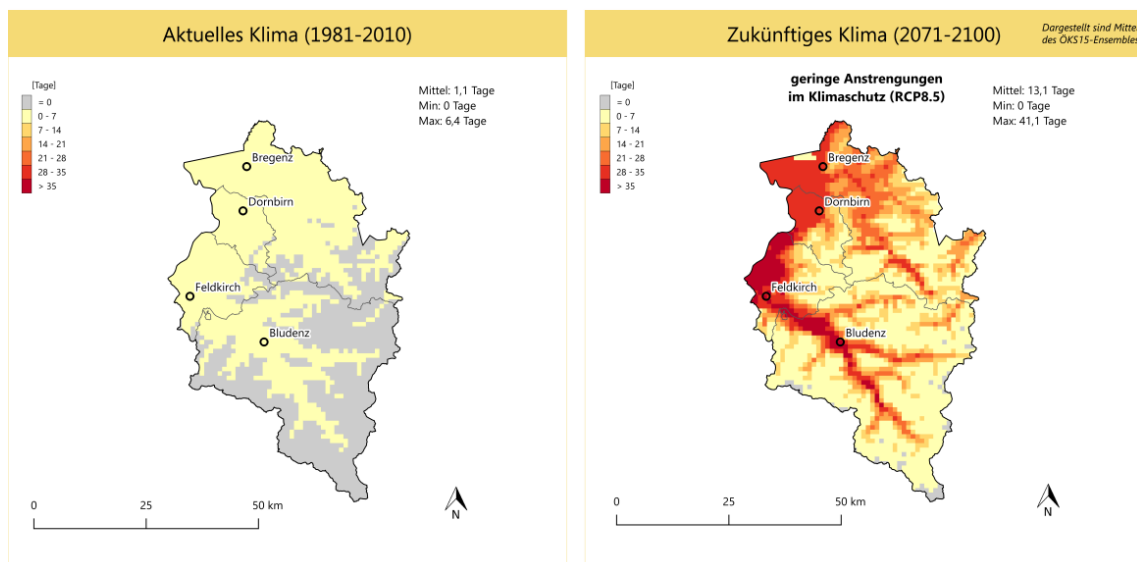 Aktuelles Klima (1981-2010)
[Tage]
= 0
0 - 7
7 - 14
14 - 21
21 - 28
28 - 35
> 35
Mittel: 1,1 Tage
Min: 0 Tage
Max: 6,4 Tage
Bregenz
Dornbirn
Feldkirch
Bludenz
0
25
50 km
N
Zukünftiges Klima (2071-2100)
Dargestellt sind Mittel
des ÖKS15-Ensembles
geringe Anstrengungen
im Klimaschutz (RCP8.5)
[Tage]
= 0
0 - 7
7 - 14
14 - 21
21 - 28
28 - 35
> 35
Mittel: 13,1 Tage
Min: 0 Tage
Max: 41,1 Tage
Bregenz
Dornbirn
Feldkirch
Bludenz
0
25
50 km
N